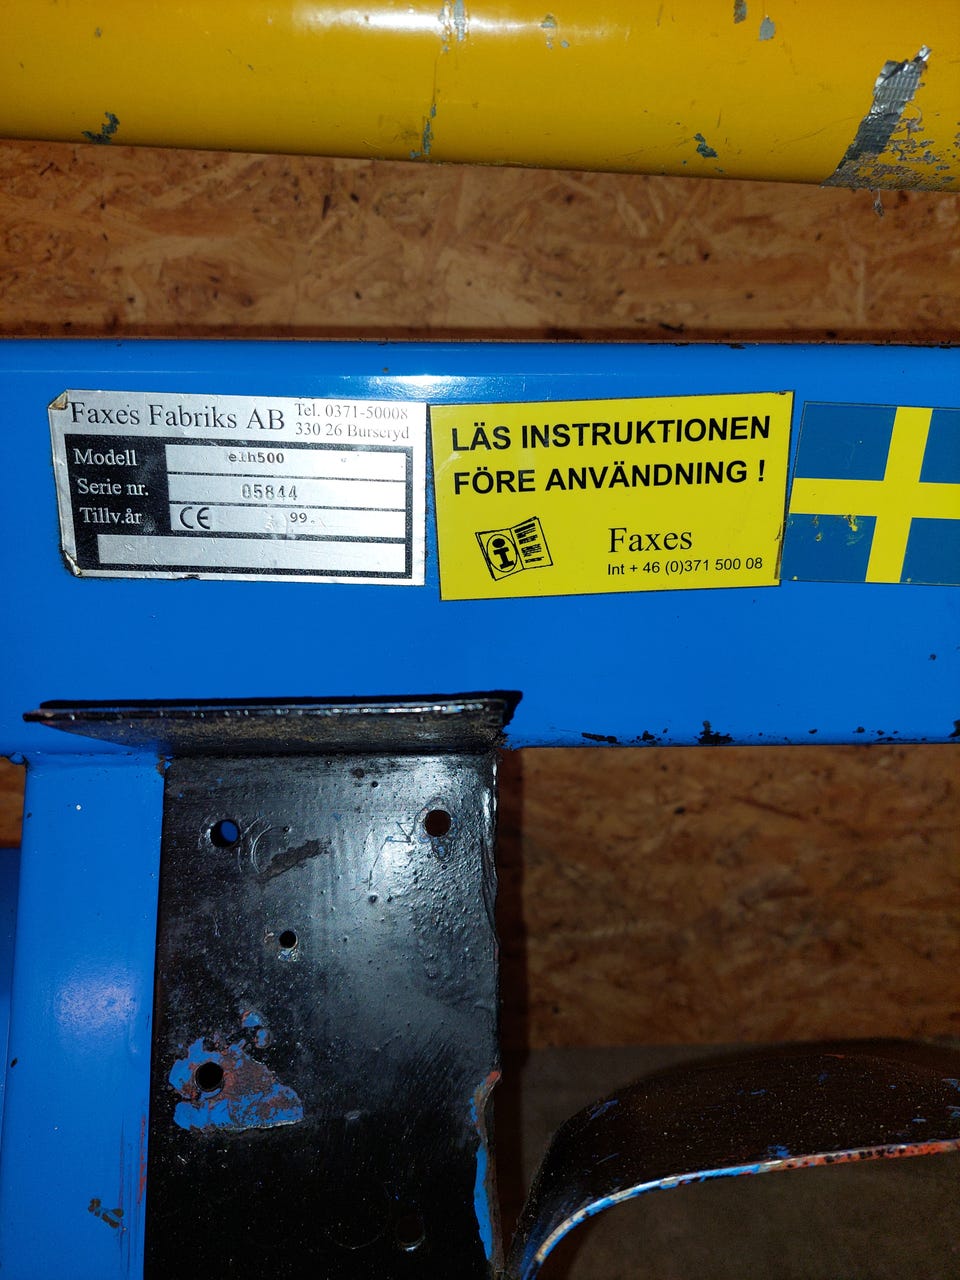 Faxe's Fabriks AB
Tel. 0371-50008
330 26 Burseryd
Modell elh500
Serie nr. 05844
Tillv.år CE 99.
LÄS INSTRUKTIONEN
FÖRE ANVÄNDNING !
i
Faxes
Int + 46 (0)371 500 08